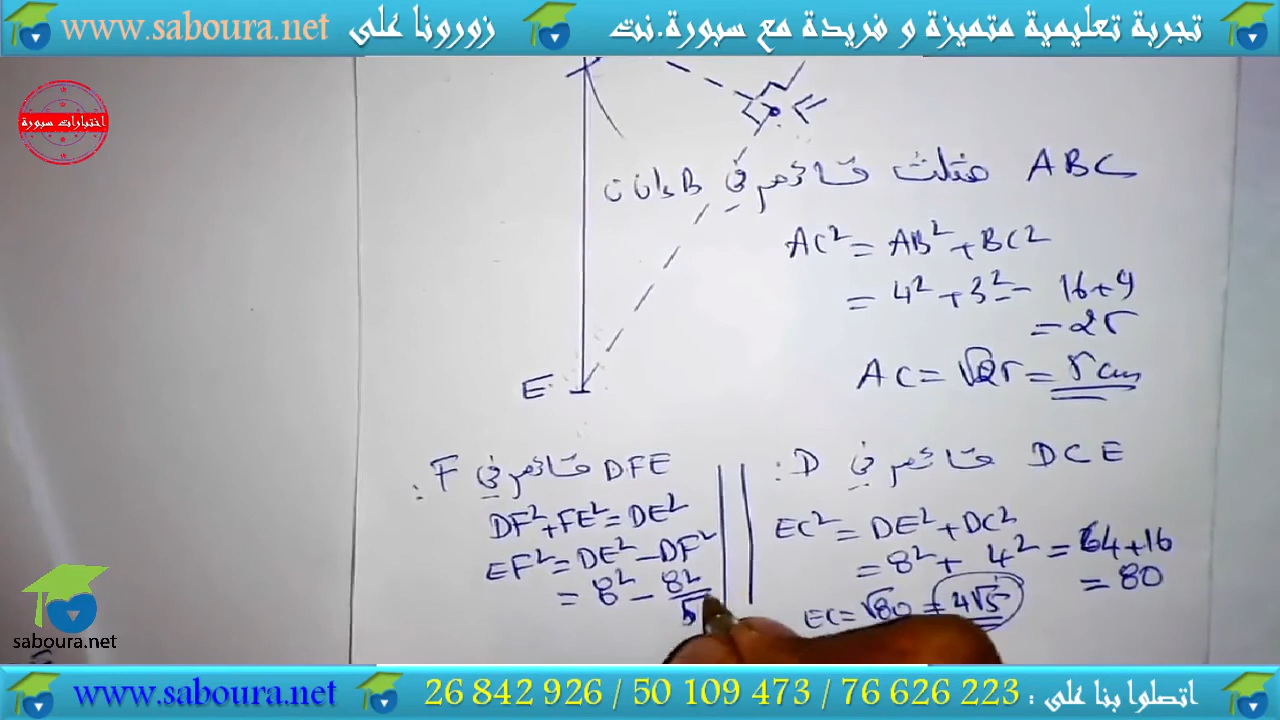 www.saboura.net زورونا على تجربة تعليمية متميزة و فريدة مع سبورة.نت
اختبارات سبورة
ABC مثلث قائم في B
AC² = AB² + BC²
= 4² + 3² = 16+9
= 25
AC = √25 = 5 cm
E
DCE قائم في D :
EC² = DE² + DC²
= 8² + 4² = 64+16
= 80
EC = √80 = 4√5
DFE قائم في F :
DF² + FE² = DE²
EF² = DE² - DF²
= 8² - 8²
saboura.net
www.saboura.net 26 842 926 / 50 109 473 / 76 626 223 : اتصلوا بنا على